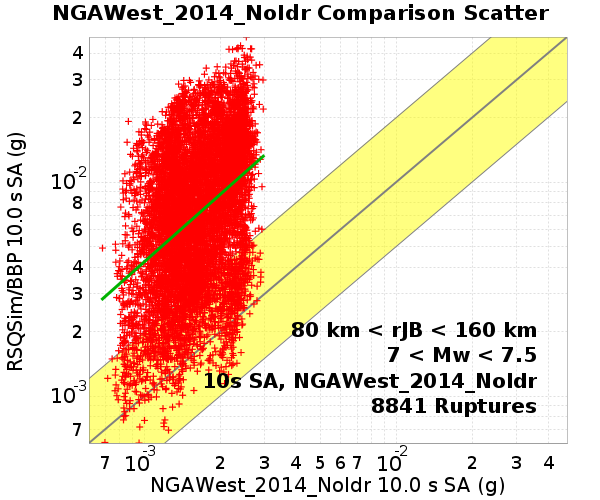 NGAWest_2014_NoIdr Comparison Scatter
RSQSim/BBP 10.0 s SA (g)
4
3
2
10-2
8
6
4
3
2
10-3
7
80 km < rJB < 160 km
7 < Mw < 7.5
10s SA, NGAWest_2014_NoIdr
8841 Ruptures
7 10-3 2 3 4 5 6 7 10-2 2 3 4
NGAWest_2014_NoIdr 10.0 s SA (g)